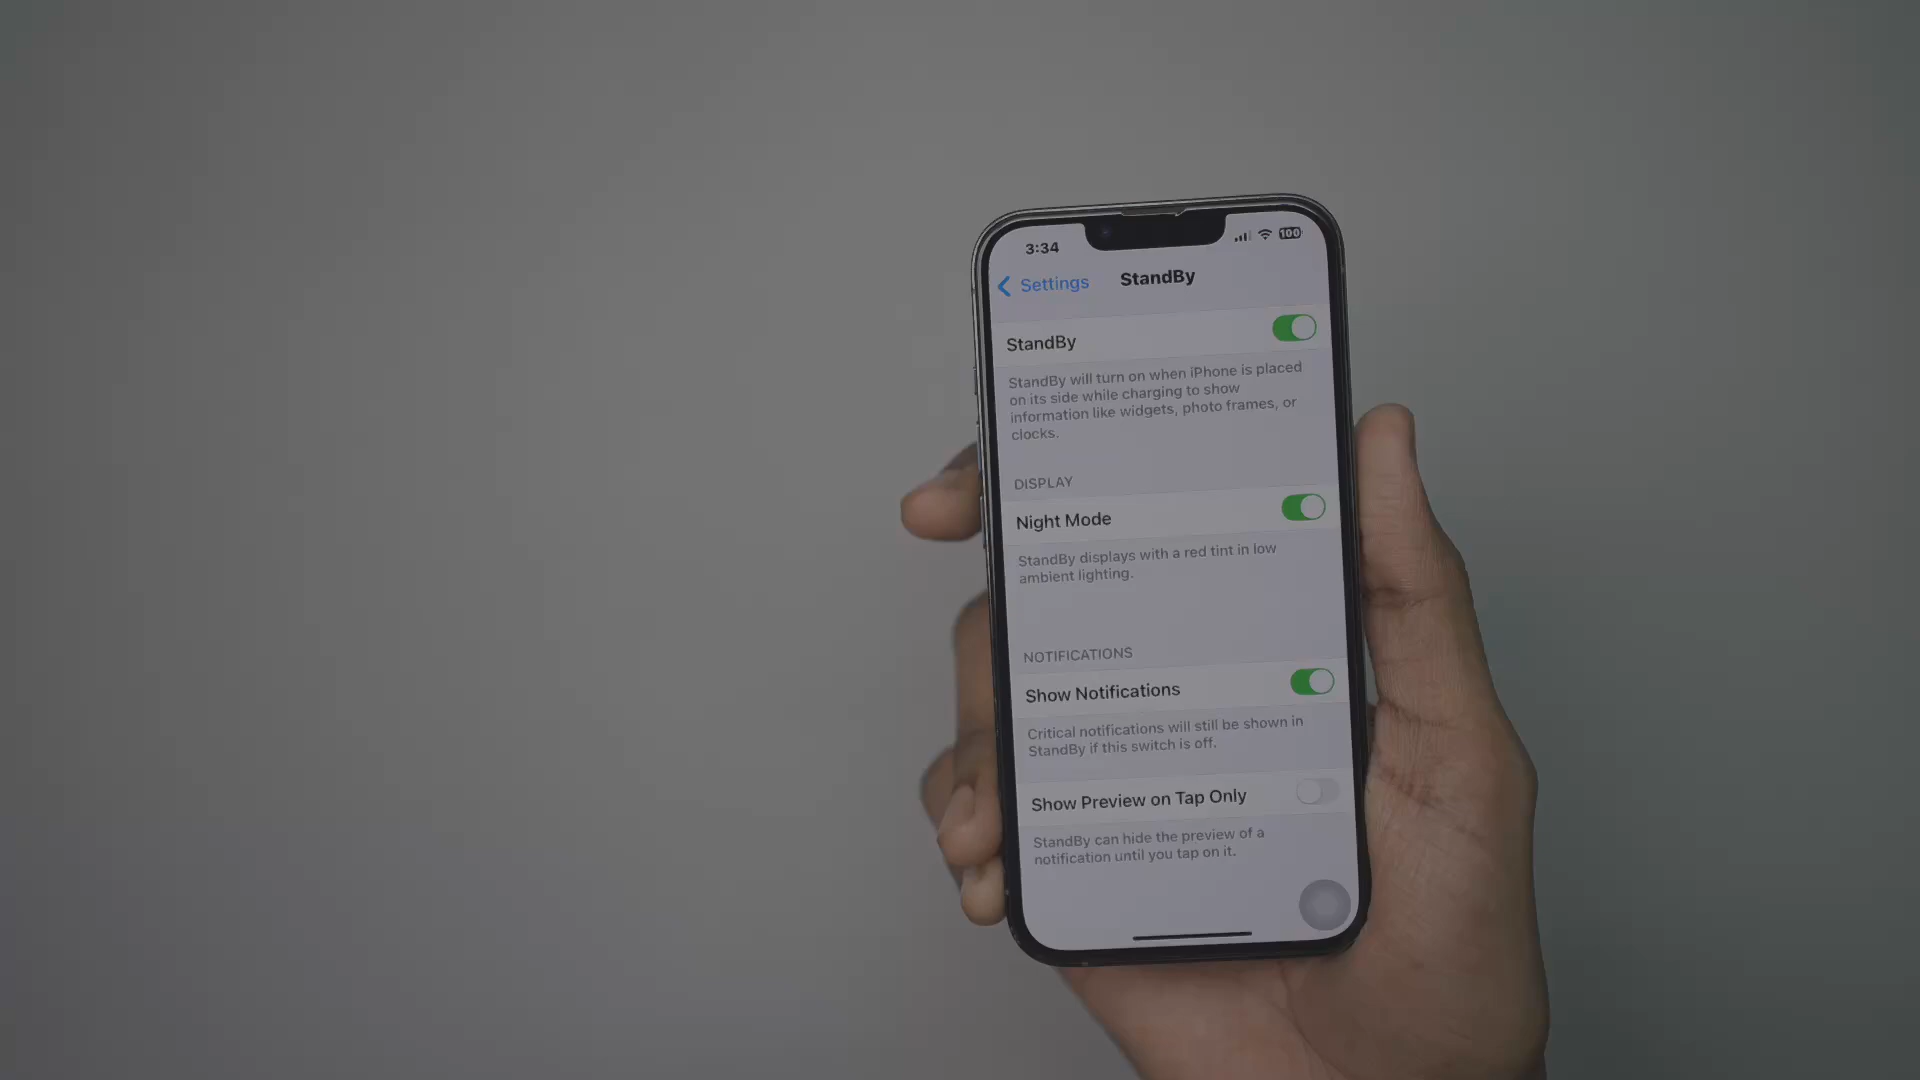 3:34
100
Settings
StandBy
StandBy
StandBy will turn on when iPhone is placed
on its side while charging to show
information like widgets, photo frames, or
clocks.
DISPLAY
Night Mode
StandBy displays with a red tint in low
ambient lighting.
NOTIFICATIONS
Show Notifications
Critical notifications will still be shown in
StandBy if this switch is off.
Show Preview on Tap Only
StandBy can hide the preview of a
notification until you tap on it.